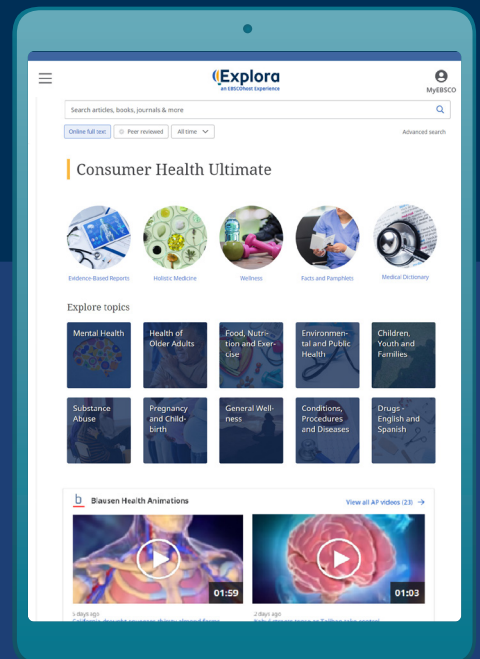 Explora
an EBSCOhost Experience
MyEBSCO
Search articles, books, journals & more
Online full text
Peer reviewed
All time
Advanced search
Consumer Health Ultimate
Evidence-Based Reports
Holistic Medicine
Wellness
Facts and Pamphlets
Medical Dictionary
Explore topics
Mental Health
Health of
Older Adults
Food, Nutri-
tion and Exer-
cise
Environmen-
tal and Public
Health
Children,
Youth and
Families
Substance
Abuse
Pregnancy
and Child-
birth
General Well-
ness
Conditions,
Procedures
and Diseases
Drugs -
English and
Spanish
b
Blausen Health Animations
View all AP videos (23)
01:59
01:03
5 days ago
2 days ago